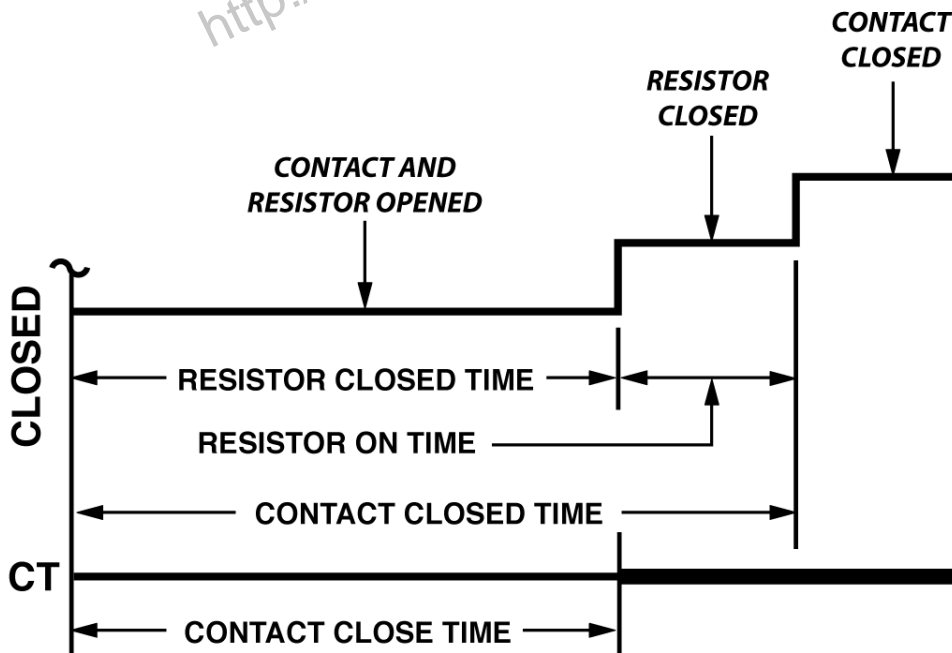 http:/
CONTACT
CLOSED
RESISTOR
CLOSED
CONTACT AND
RESISTOR OPENED
CLOSED
RESISTOR CLOSED TIME
RESISTOR ON TIME
CONTACT CLOSED TIME
CT
CONTACT CLOSE TIME